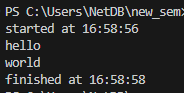 PS C:\Users\NetDB\new_sem>
started at 16:58:56
hello
world
finished at 16:58:58